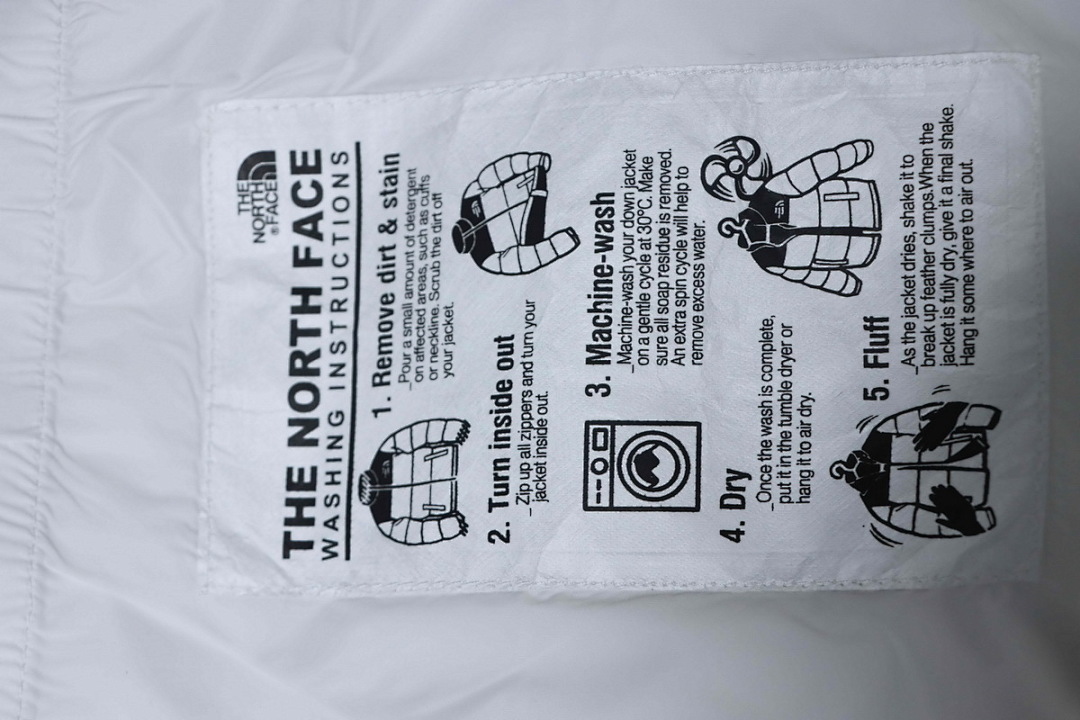 THE
NORTH
FACE®
THE NORTH FACE
WASHING INSTRUCTIONS
1. Remove dirt & stain
_Pour a small amount of detergent
on affected areas, such as cuffs
or neckline. Scrub the dirt off
your jacket.
2. Turn inside out
_ Zip up all zippers and turn your
jacket inside out.
3. Machine-wash
_Machine-wash your down jacket
on a gentle cycle at 30°C. Make
sure all soap residue is removed.
An extra spin cycle will help to
remove excess water.
4. Dry
_Once the wash is complete,
put it in the tumble dryer or
hang it to air dry.
5. Fluff
_As the jacket dries, shake it to
break up feather clumps.When the
jacket is fully dry, give it a final shake.
Hang it some where to air out.